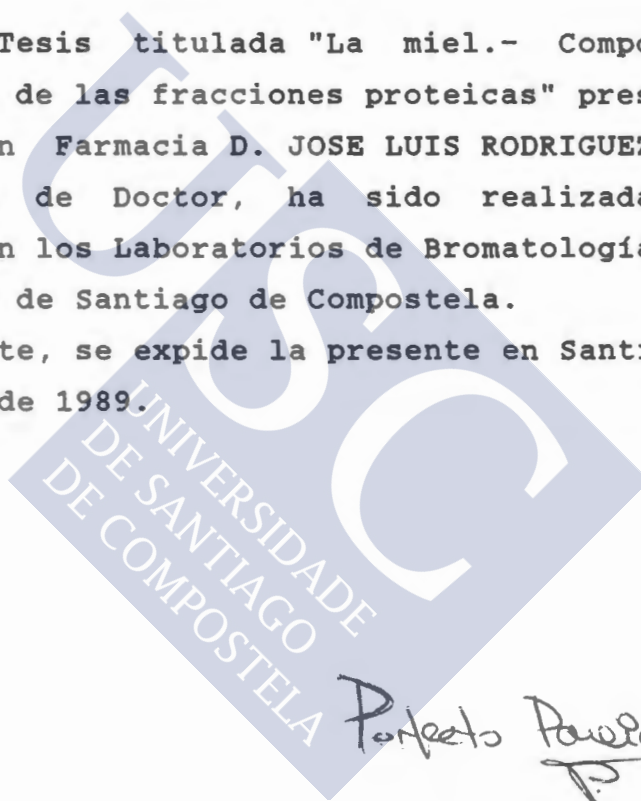 Tesis titulada "La miel.- Compo
de las fracciones proteicas" pres
n Farmacia D. JOSE LUIS RODRIGUEZ
de Doctor, ha sido realizada
n los Laboratorios de Bromatología
de Santiago de Compostela.
te, se expide la presente en Santi
de 1989.
USC
UNIVERSIDADE
DE SANTIAGO
DE COMPOSTELA
Perfecto